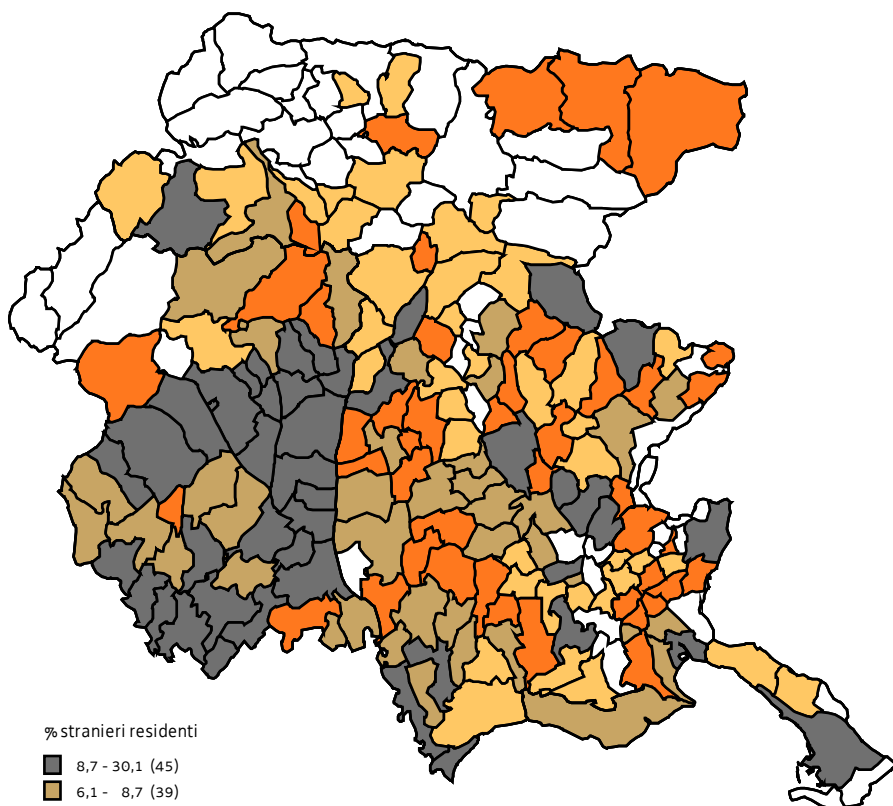 % stranieri residenti
8,7 - 30,1 (45)
6,1 - 8,7 (39)